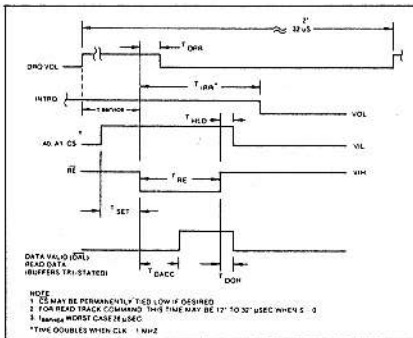 2*
32 uS
T DRR
DRQ VOL
T IRR*
INTRQ
t service
VOL
T HLD
A0, A1, CS
VIL
RE
T RE
VIH
T SET
DATA VALID (DAL)
READ DATA
(BUFFERS TRI-STATED)
T DACC
T DOH
NOTE
1 CS MAY BE PERMANENTLY TIED LOW IF DESIRED
2 FOR READ TRACK COMMAND THIS TIME MAY BE 12* TO 32* µSEC WHEN S 0
3. tservice WORST CASE 26 µSEC
*TIME DOUBLES WHEN CLK 1 MHZ